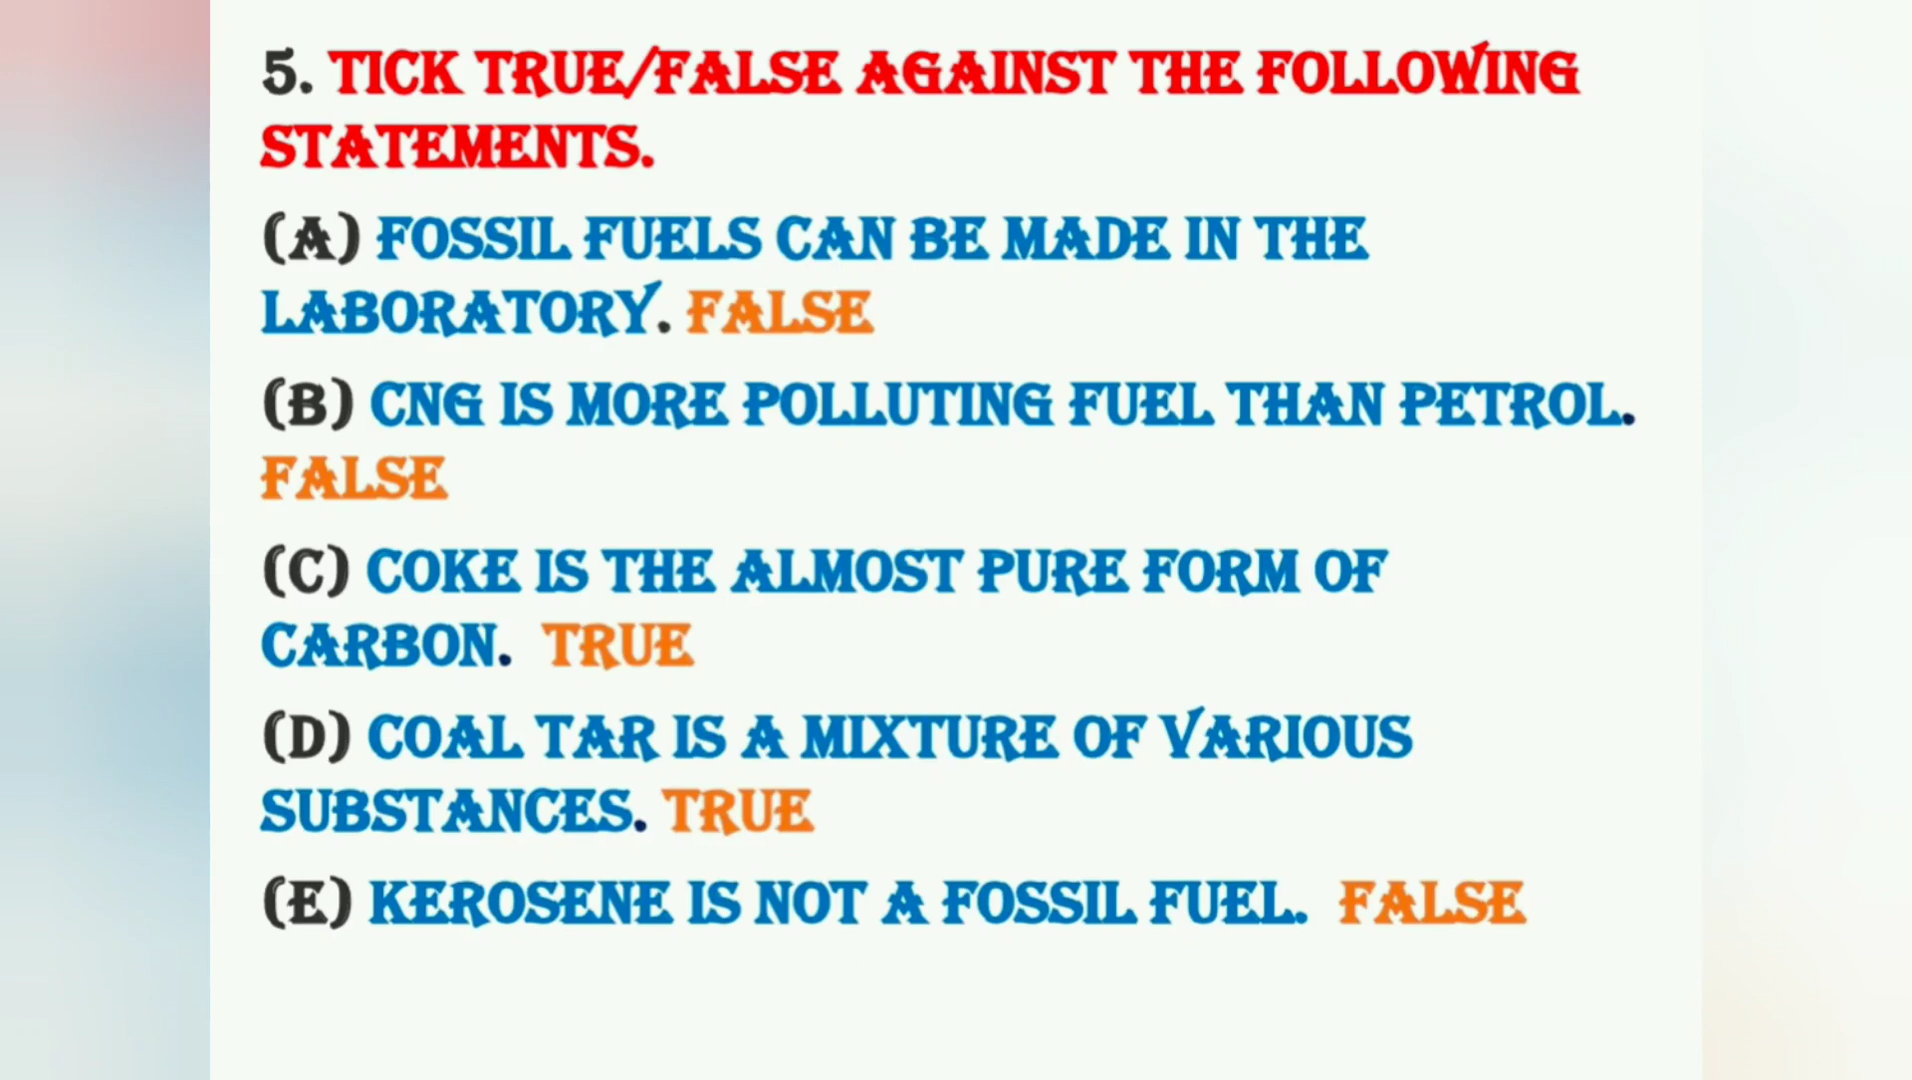 5. TICK TRUE/FALSE AGAINST THE FOLLOWING
STATEMENTS.
(A) FOSSIL FUELS CAN BE MADE IN THE
LABORATORY. FALSE
(B) CNG IS MORE POLLUTING FUEL THAN PETROL.
FALSE
(C) COKE IS THE ALMOST PURE FORM OF
CARBON. TRUE
(D) COAL TAR IS A MIXTURE OF VARIOUS
SUBSTANCES. TRUE
(E) KEROSENE IS NOT A FOSSIL FUEL. FALSE